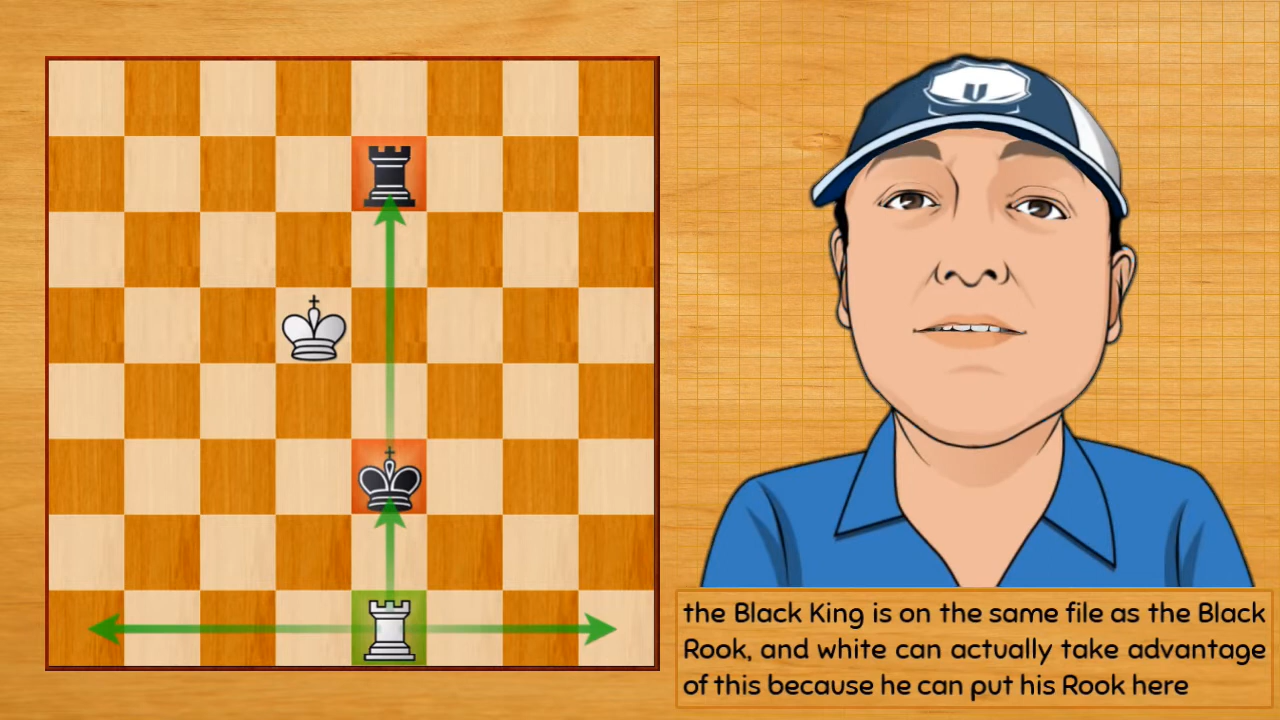 U
the Black King is on the same file as the Black
Rook, and white can actually take advantage
of this because he can put his Rook here